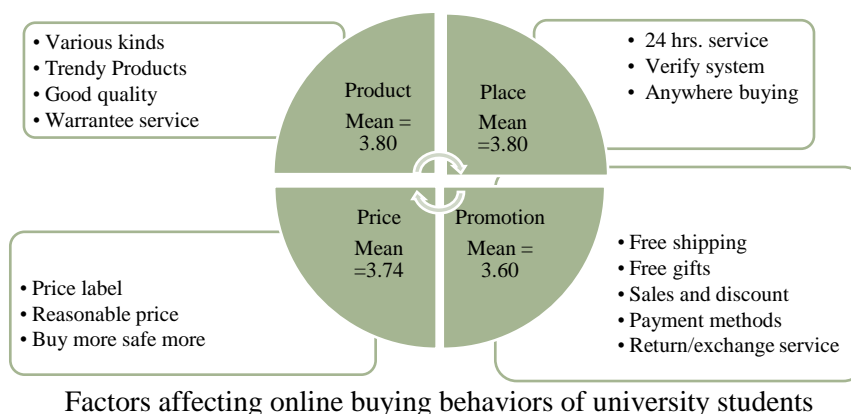 • Various kinds
• Trendy Products
• Good quality
• Warrantee service
Product
Mean =
3.80
Place
Mean
=3.80
• 24 hrs. service
• Verify system
• Anywhere buying
• Price label
• Reasonable price
• Buy more safe more
Price
Mean
=3.74
Promotion
Mean =
3.60
• Free shipping
• Free gifts
• Sales and discount
• Payment methods
• Return/exchange service
Factors affecting online buying behaviors of university students